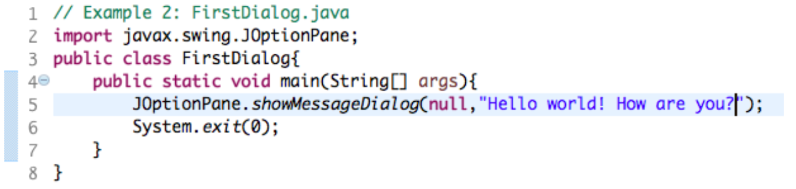 1 // Example 2: FirstDialog.java
2 import javax.swing.JOptionPane;
3 public class FirstDialog{
4 public static void main(String[] args){
5 JOptionPane.showMessageDialog(null,"Hello world! How are you?");
6 System.exit(0);
7 }
8 }